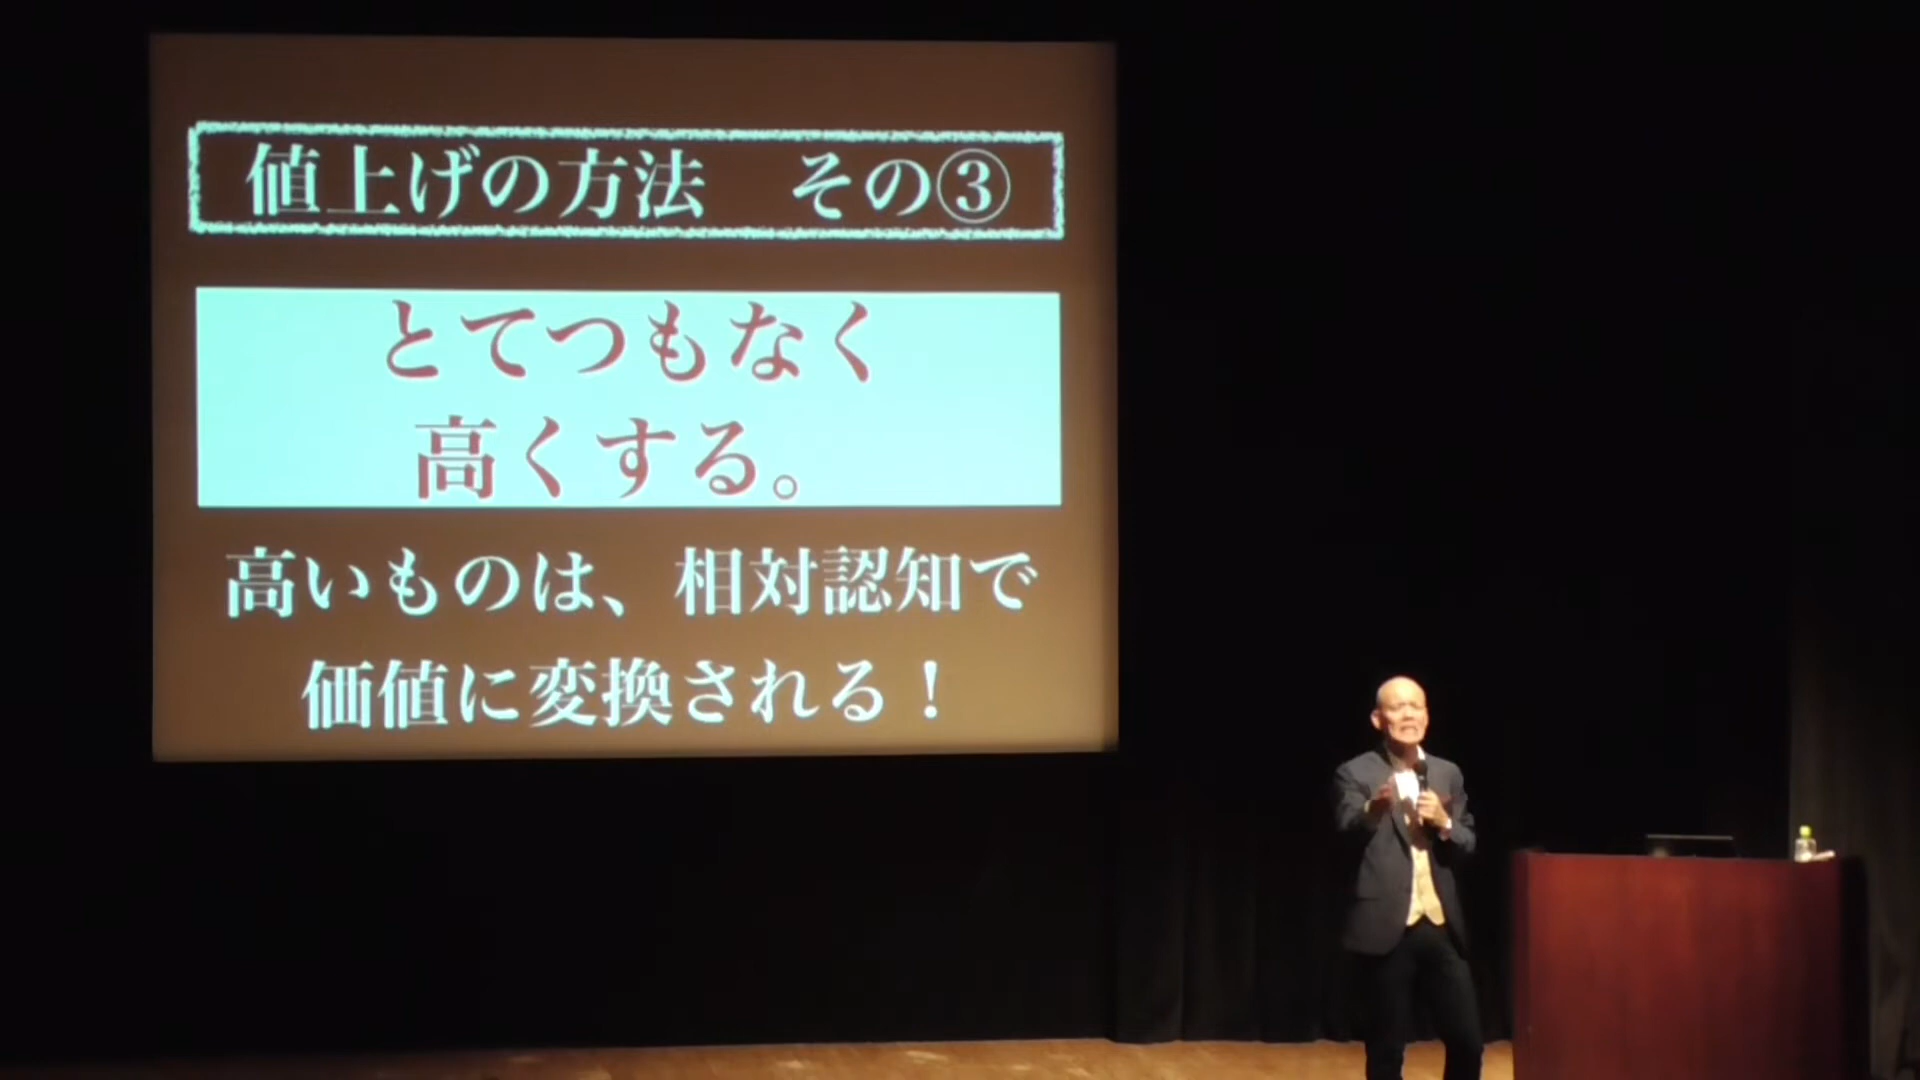 値上げの方法　その③
とてつもなく
高くする。
高いものは、相対認知で
価値に変換される！